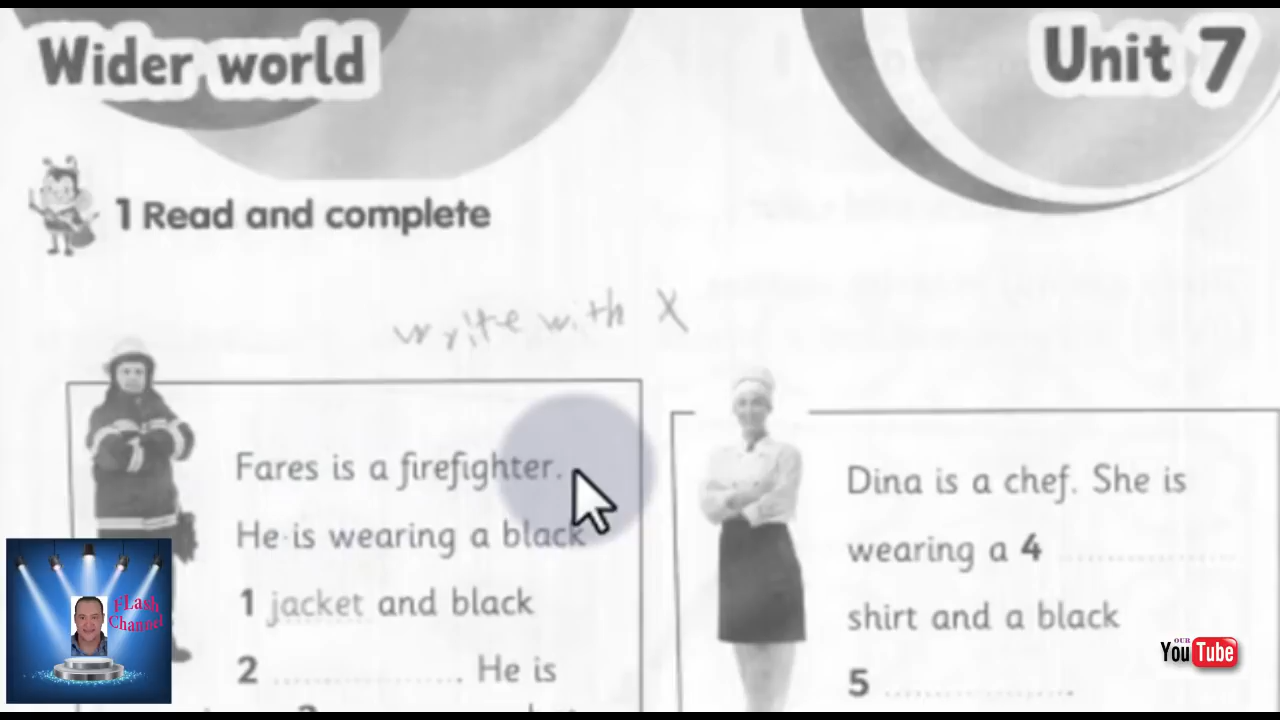 Wider world
Unit 7
1 Read and complete
write with X
Fares is a firefighter.
He is wearing a black
1 jacket and black
2 .................... He is
Dina is a chef. She is
wearing a 4 ....................
shirt and a black
5 ....................
FLash
Channel
OUR
YouTube